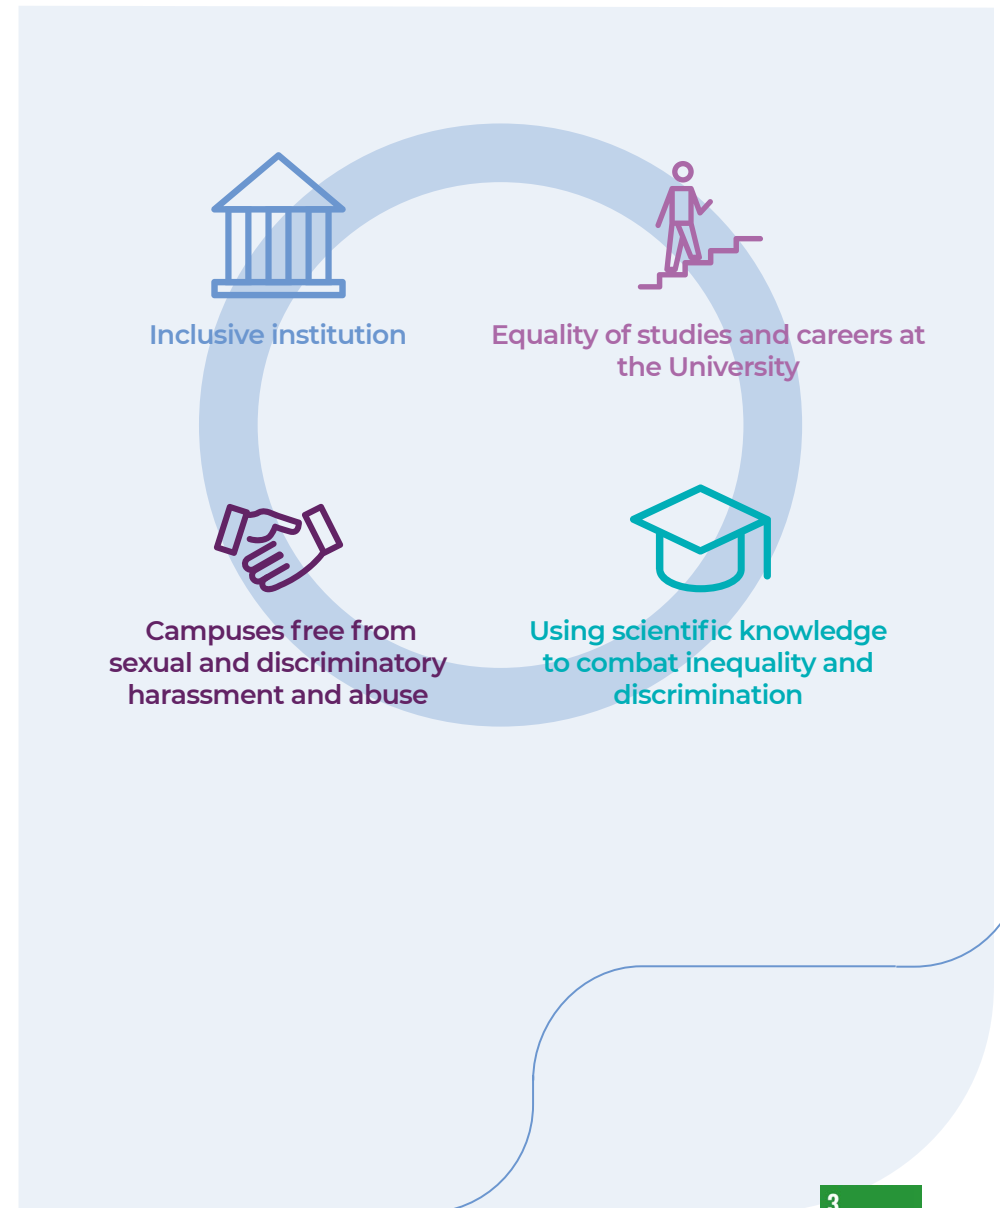 Inclusive institution
Equality of studies and careers at
the University
Campuses free from
sexual and discriminatory
harassment and abuse
Using scientific knowledge
to combat inequality and
discrimination
3